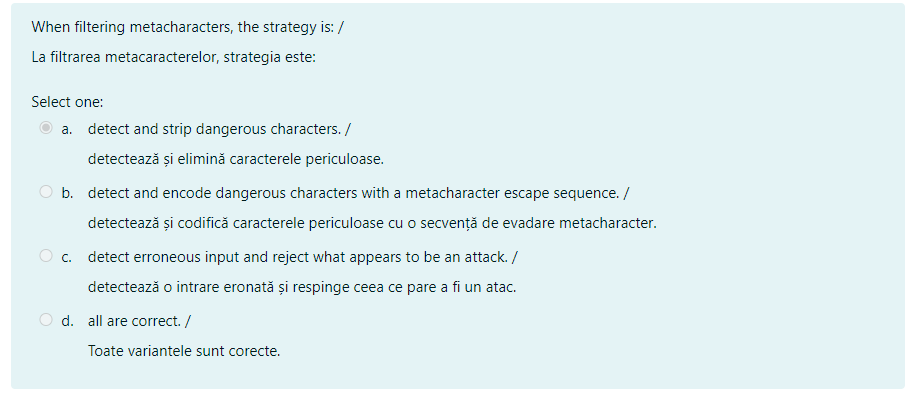 When filtering metacharacters, the strategy is: /
La filtrarea metacaracterelor, strategia este:
Select one:
a. detect and strip dangerous characters. /
detectează și elimină caracterele periculoase.
b. detect and encode dangerous characters with a metacharacter escape sequence. /
detectează și codifică caracterele periculoase cu o secvență de evadare metacharacter.
c. detect erroneous input and reject what appears to be an attack. /
detectează o intrare eronată și respinge ceea ce pare a fi un atac.
d. all are correct. /
Toate variantele sunt corecte.